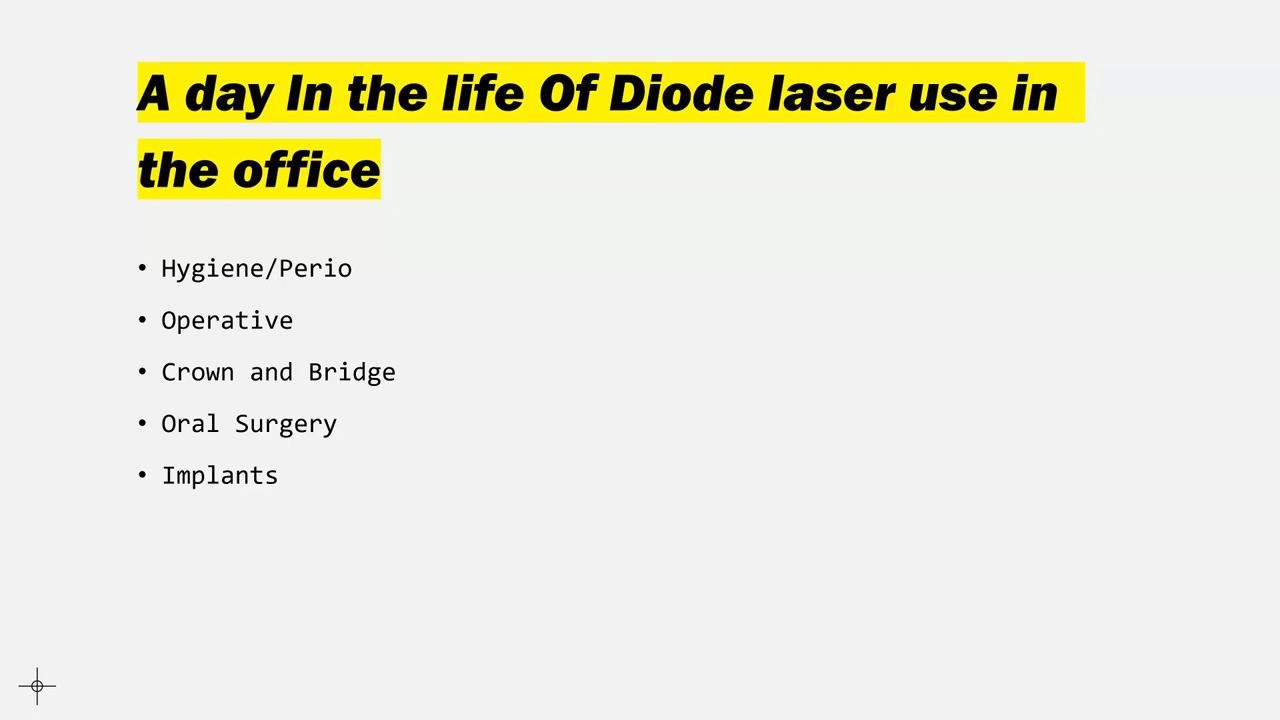 A day In the life Of Diode laser use in
the office
• Hygiene/Perio
• Operative
• Crown and Bridge
• Oral Surgery
• Implants